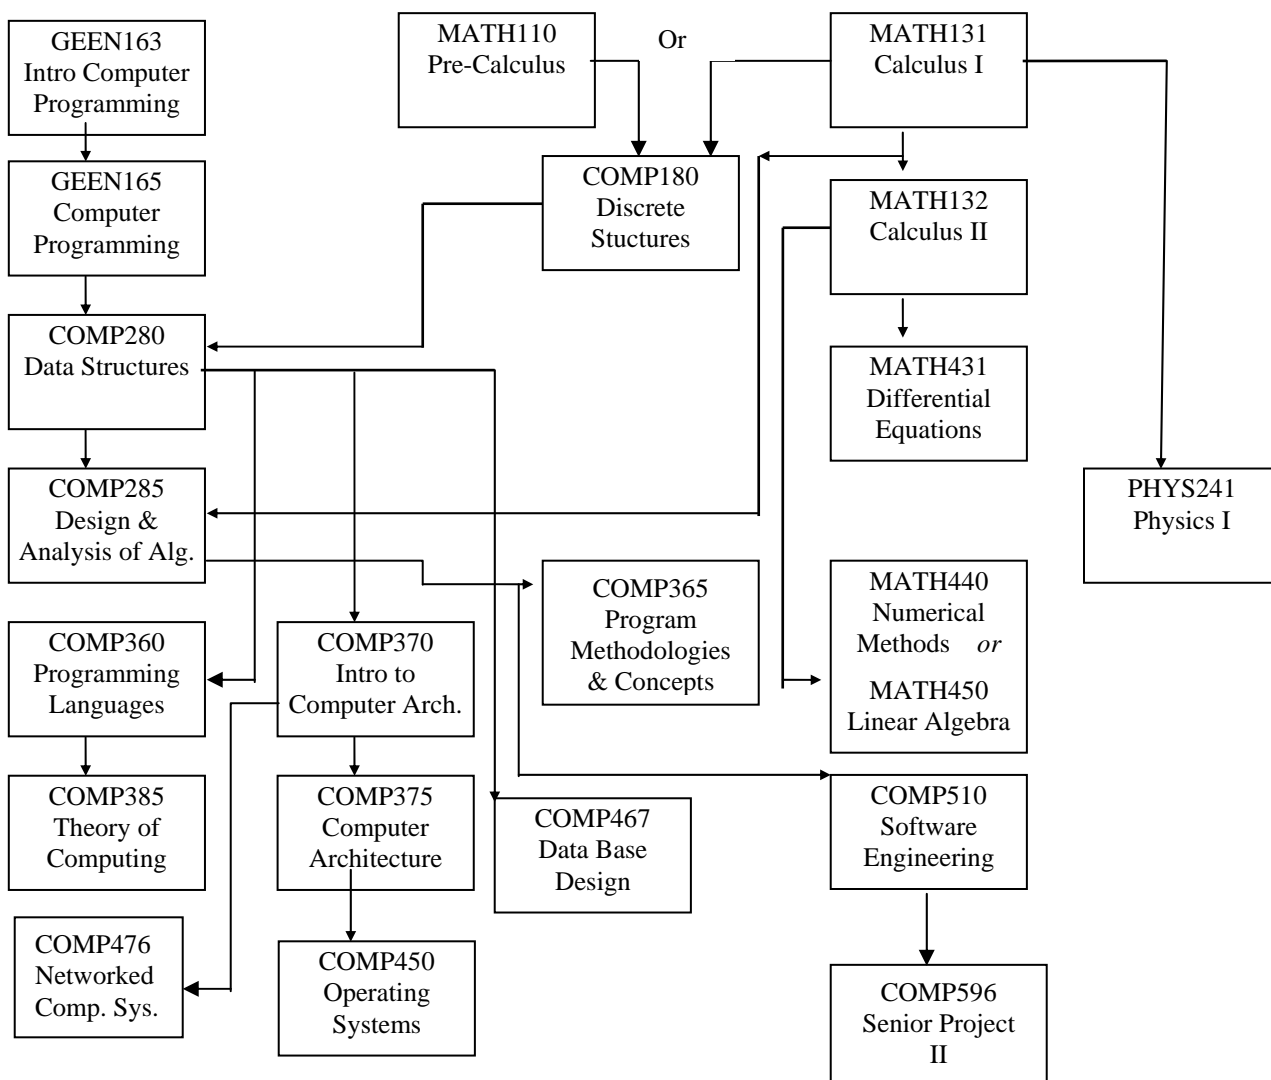 GEEN163
Intro Computer
Programming
MATH110
Pre-Calculus
Or
MATH131
Calculus I
GEEN165
Computer
Programming
COMP180
Discrete
Stuctures
MATH132
Calculus II
COMP280
Data Structures
MATH431
Differential
Equations
COMP285
Design &
Analysis of Alg.
PHYS241
Physics I
COMP365
Program
Methodologies
& Concepts
MATH440
Numerical
Methods or
MATH450
Linear Algebra
COMP360
Programming
Languages
COMP370
Intro to
Computer Arch.
COMP385
Theory of
Computing
COMP375
Computer
Architecture
COMP467
Data Base
Design
COMP510
Software
Engineering
COMP476
Networked
Comp. Sys.
COMP450
Operating
Systems
COMP596
Senior Project
II